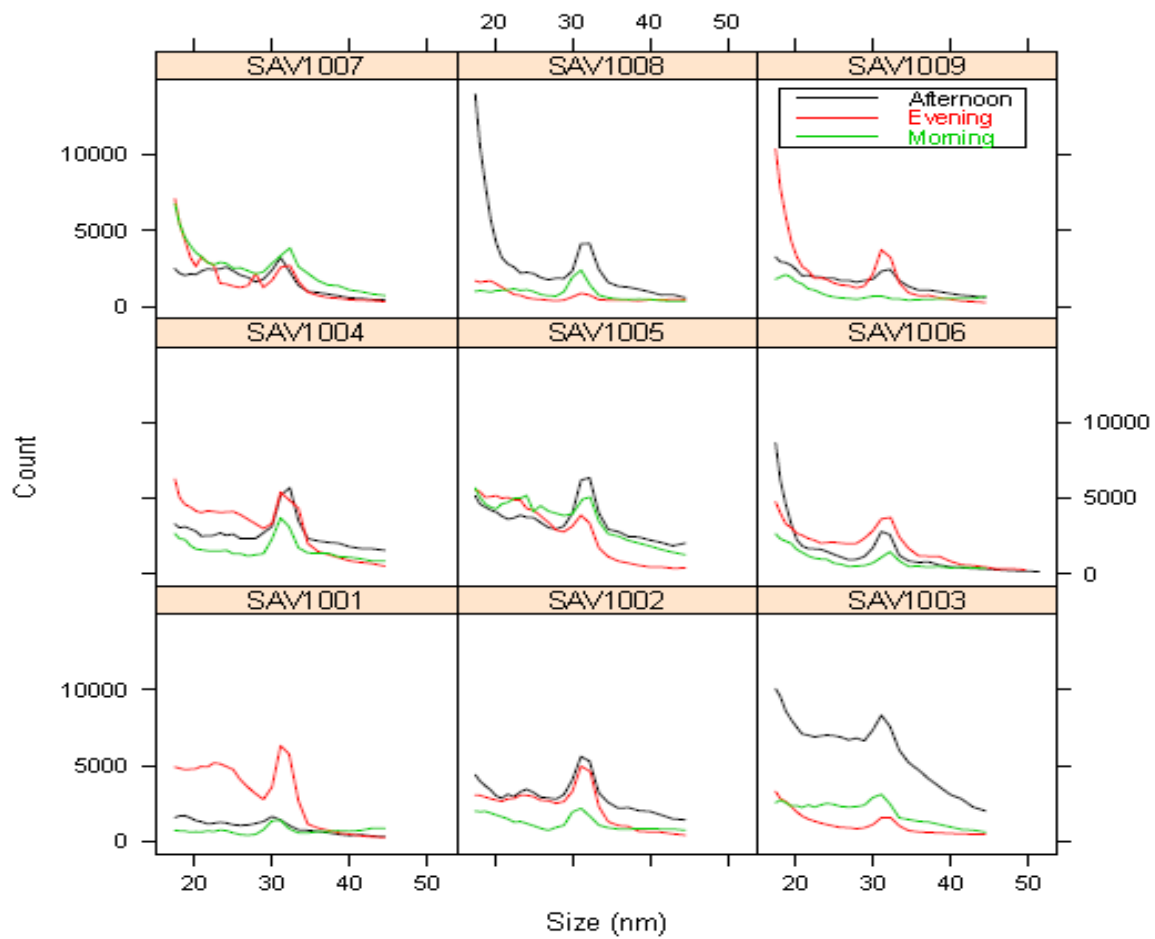 20 30 40 50
SAV1007 SAV1008 SAV1009
Afternoon
Evening
Morning
10000
5000
0
SAV1004 SAV1005 SAV1006
10000
5000
0
Count
SAV1001 SAV1002 SAV1003
10000
5000
0
20 30 40 50 20 30 40 50
Size (nm)